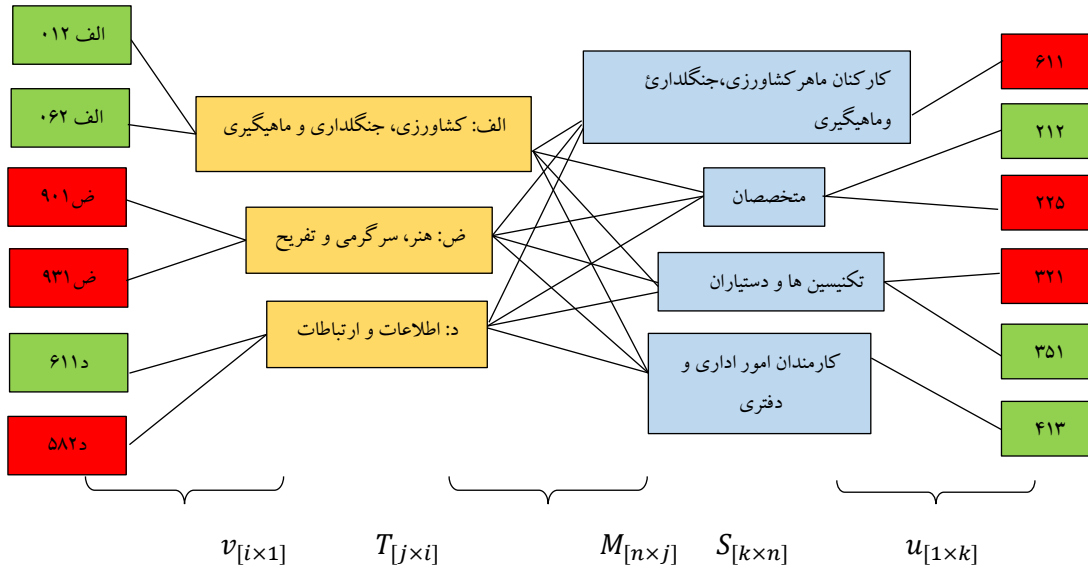 الف ۰۱۲
الف ۰۶۲
ض۹۰۱
ض۹۳۱
د۶۱۱
د۵۸۲
الف: کشاورزی، جنگلداری و ماهیگیری
ض: هنر، سرگرمی و تفریح
د: اطلاعات و ارتباطات
کارکنان ماهرکشاورزی،جنگلدارئ
وماهیگیری
متخصصان
تکنیسین ها و دستیاران
کارمندان امور اداری و
دفتری
۶۱۱
۲۱۲
۲۲۵
۳۲۱
۳۵۱
۴۱۳
v[i×1] T[j×i] M[n×j] S[k×n] u[1×k]